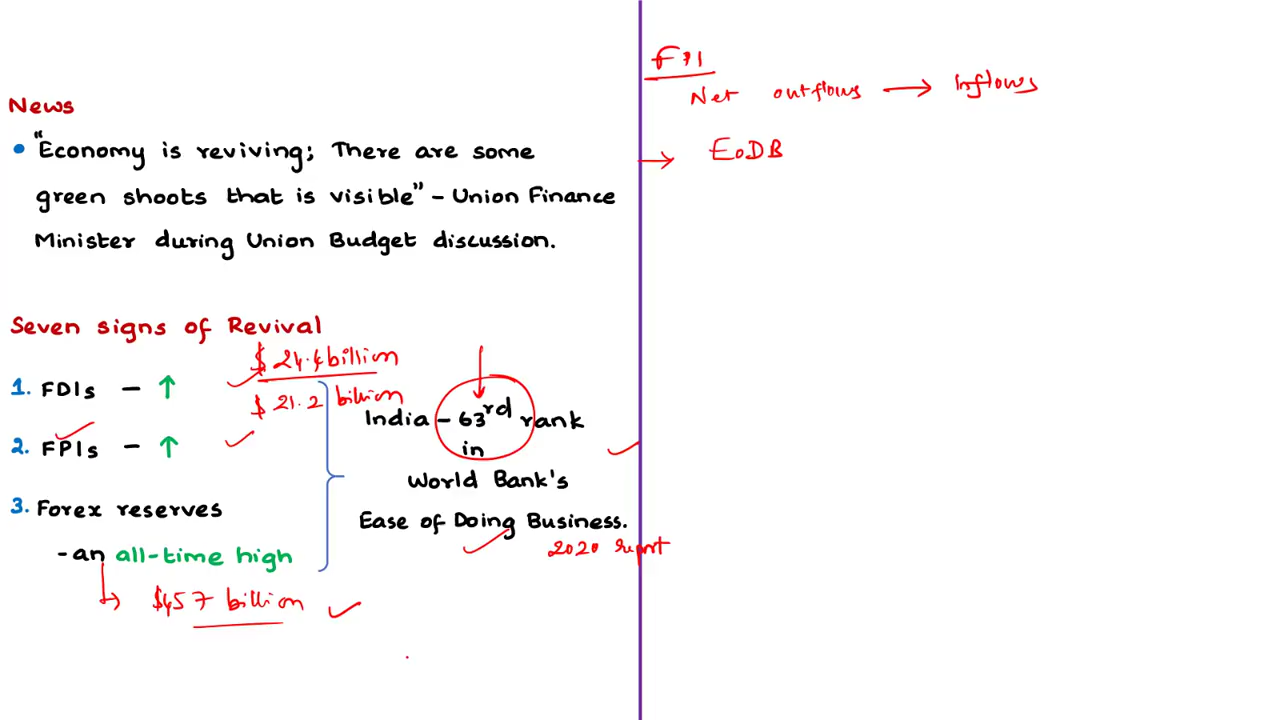 News
• "Economy is reviving; There are some
green shoots that is visible" – Union Finance
Minister during Union Budget discussion.
Seven signs of Revival
1. FDIs – ↑
$ 24.4 billion
$ 21.2 billion
2. FPIs – ↑
3. Forex reserves
- an all-time high
→ $457 billion
India – 63rd rank
in
World Bank's
Ease of Doing Business.
2020 report
FPI
Net outflows → Inflows
→ EoDB